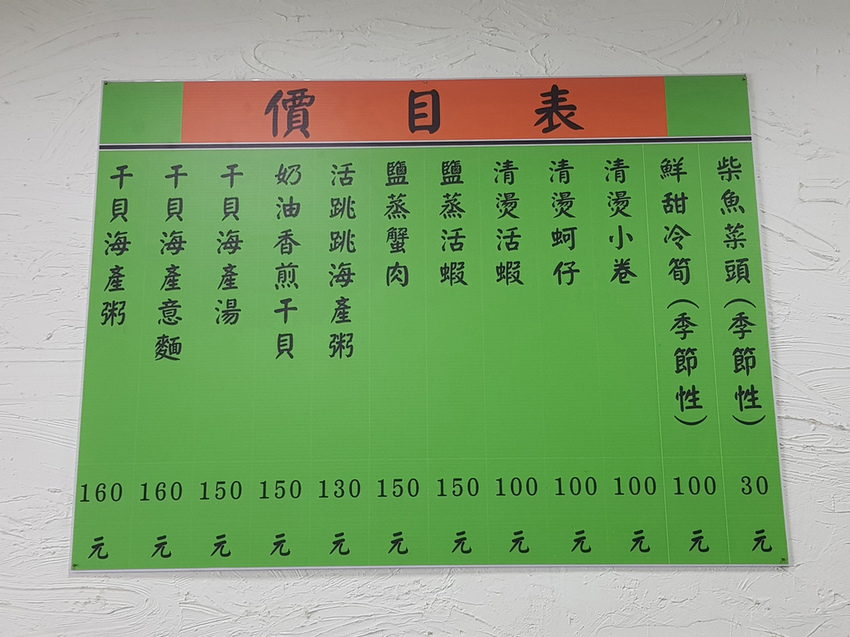 價目表
柴魚菜頭(季節性) 30元
鮮甜冷筍(季節性) 100元
清燙小卷 100元
清燙蚵仔 100元
清燙活蝦 100元
鹽蒸活蝦 150元
鹽蒸蟹肉 150元
活跳跳海產粥 130元
奶油香煎干貝 150元
干貝海產湯 150元
干貝海產意麵 160元
干貝海產粥 160元